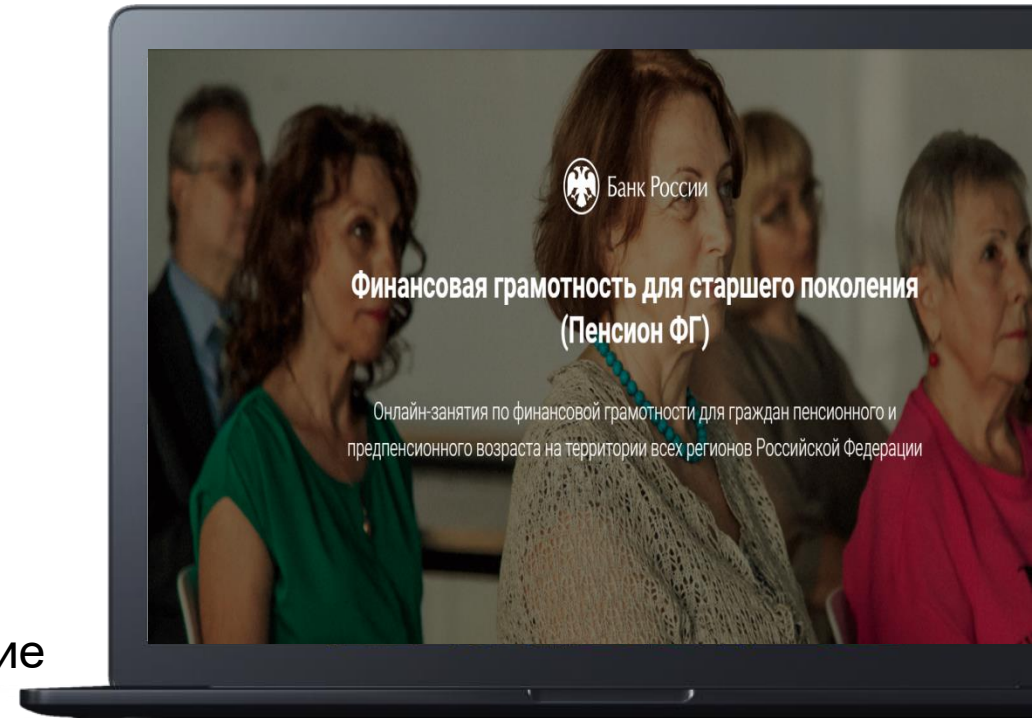 Банк России
Финансовая грамотность для старшего поколения
(Пенсион ФГ)
Онлайн-занятия по финансовой грамотности для граждан пенсионного и
предпенсионного возраста на территории всех регионов Российской Федерации
ие